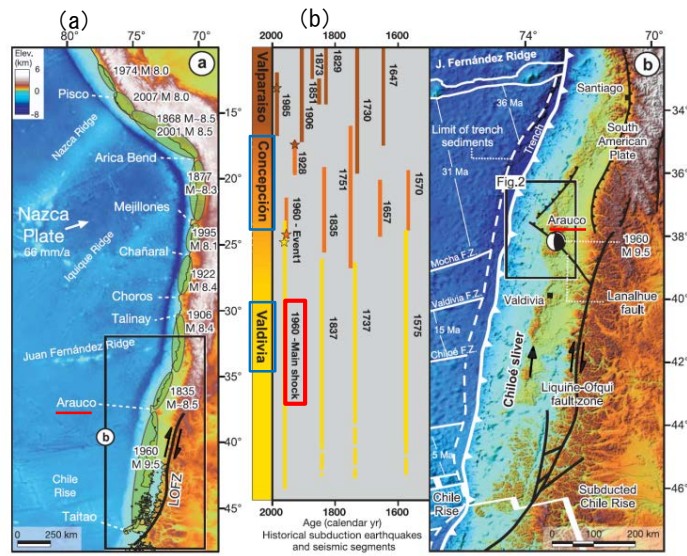 (a)
(b)
80°
75°
70°
Elev.
(km)
6
0
-8
a
1974 M 8.0
2007 M 8.0
Pisco
1868 M~8.5
2001 M 8.5
15°
Nazca Ridge
Arica Bend
20°
1877
M~8.3
Nazca
Plate
66 mm/a
Mejillones
Iquique Ridge
1995
M 8.1
25°
Chañaral
1922
M 8.4
Choros
Talinay
30°
1906
M 8.4
Juan Fernández Ridge
35°
1835
M~8.5
Arauco
b
40°
1960
M 9.5
LOFZ
Chile
Rise
45°
Taitao
0 250 km
2000
1900
1800
1700
1600
Valparaiso
Concepción
Valdivia
1985
1906
1851
1873
1829
1730
1647
1928
1751
1570
1657
1960 - Event1
1835
1960 -Main shock
1837
1737
1575
2000
1800
1600
Age (calendar yr)
Historical subduction earthquakes
and seismic segments
74°
70°
b
J. Fernández Ridge
Santiago
36 Ma
34°
Limit of trench
sediments
Trench
South
American
Plate
31 Ma
Fig.2
36°
Arauco
1960
M 9.5
38°
Mocha F.Z.
Valdivia
Lanalhue
fault
40°
Valdivia F.Z.
15 Ma
Chiloé F.Z.
Chiloé sliver
42°
Liquiñe-Ofqui
fault zone
44°
5 Ma
Chile
Rise
46°
Subducted
Chile Rise
0 50 km